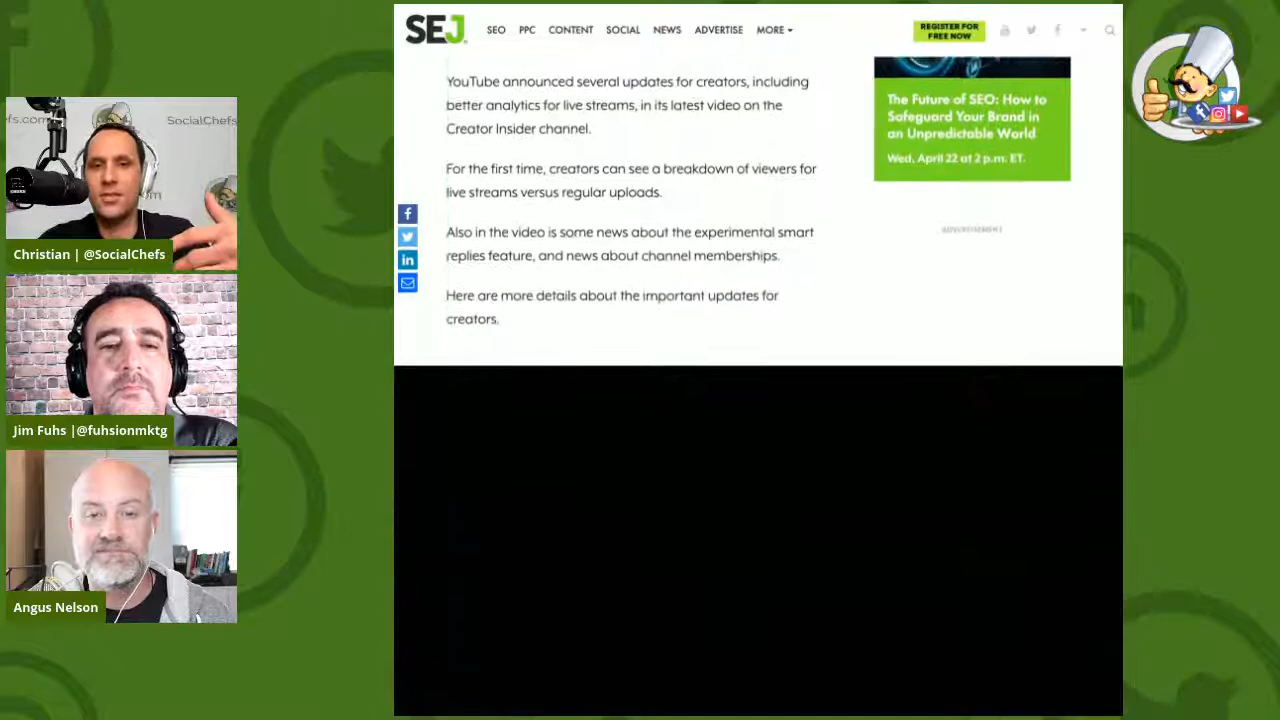 SEJ
SEO PPC CONTENT SOCIAL NEWS ADVERTISE MORE
REGISTER FOR
FREE NOW
YouTube announced several updates for creators, including
better analytics for live streams, in its latest video on the
Creator Insider channel.
For the first time, creators can see a breakdown of viewers for
live streams versus regular uploads.
Also in the video is some news about the experimental smart
replies feature, and news about channel memberships.
Here are more details about the important updates for
creators.
The Future of SEO: How to
Safeguard Your Brand in
an Unpredictable World
Wed, April 22 at 2 p.m. ET.
ADVERTISEMENT
fs.com
SocialChefs
Christian | @SocialChefs
Jim Fuhs |@fuhsionmktg
Angus Nelson